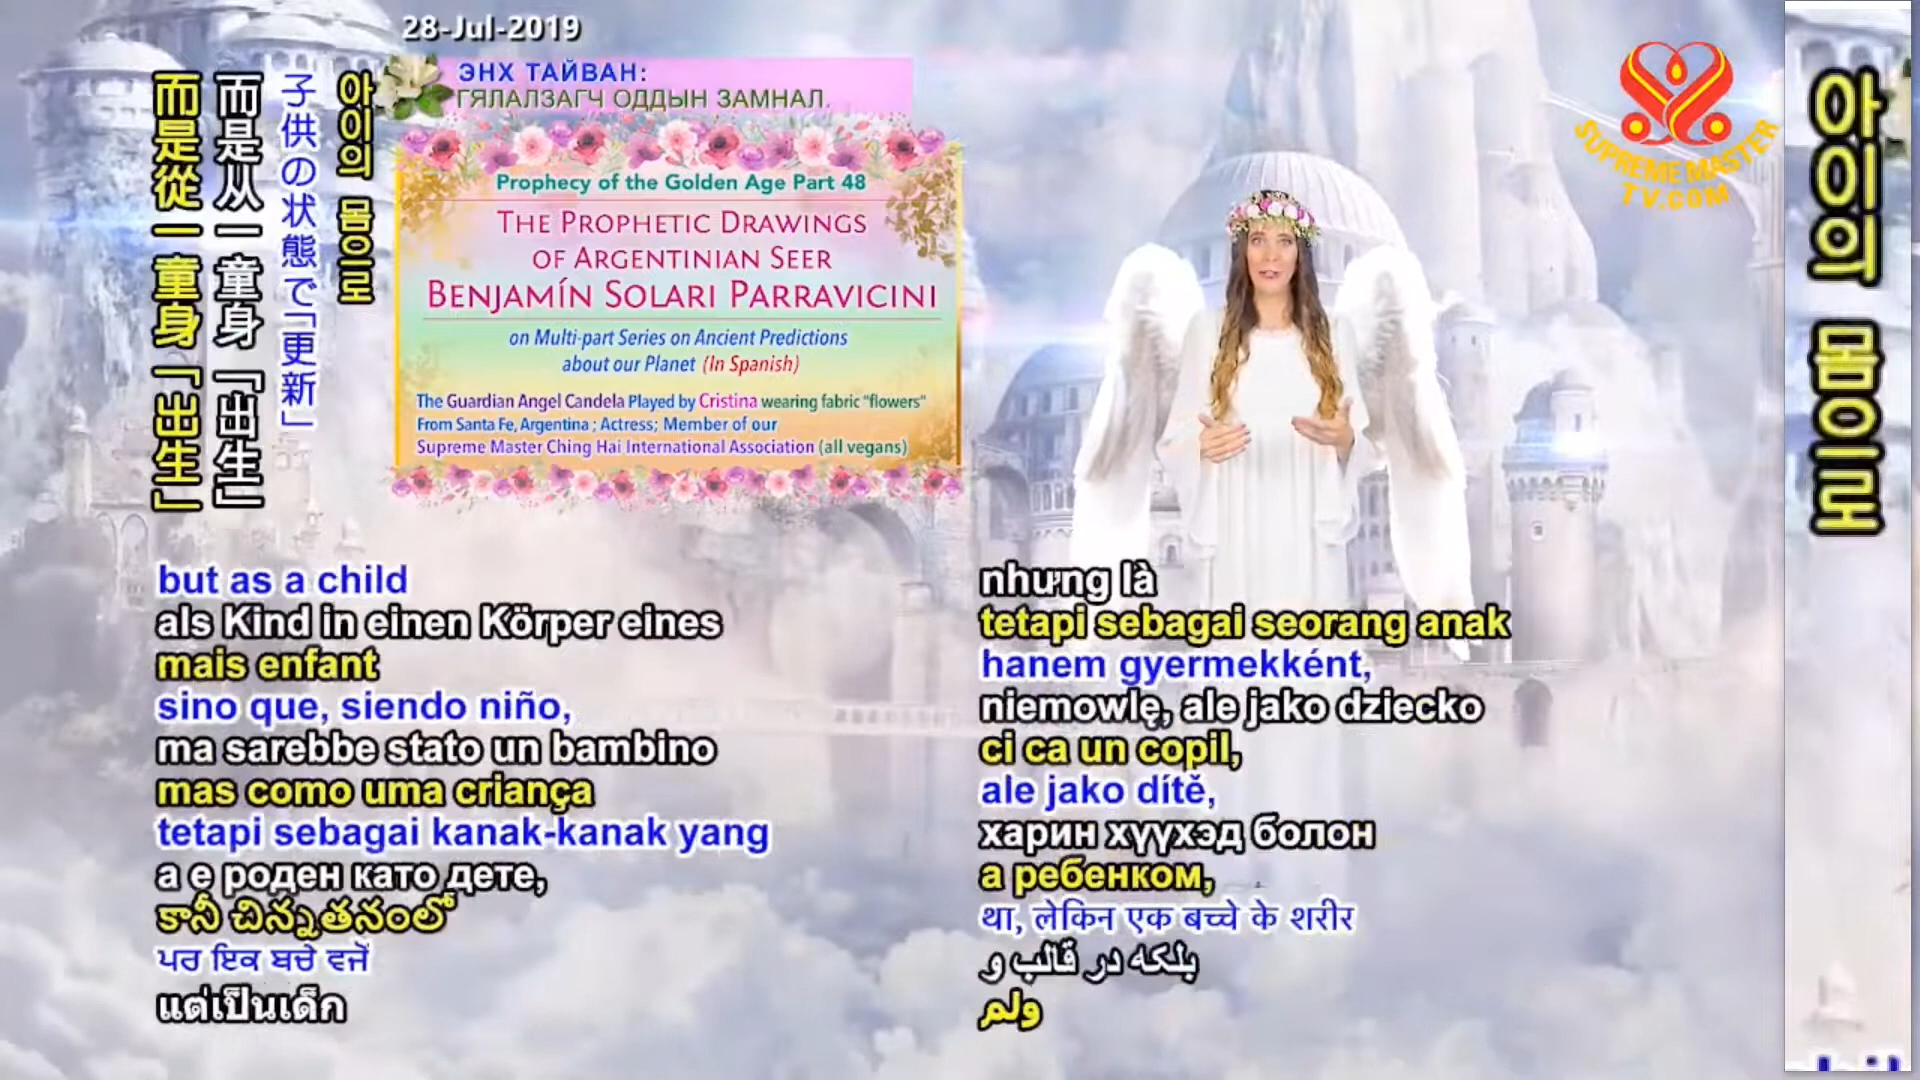 28-Jul-2019
ЭНХ ТАЙВАН:
ГЯЛАЛЗАГЧ ОДДЫН ЗАМНАЛ.
Prophecy of the Golden Age Part 48
THE PROPHETIC DRAWINGS
OF ARGENTINIAN SEER
BENJAMÍN SOLARI PARRAVICINI
on Multi-part Series on Ancient Predictions
about our Planet (In Spanish)
The Guardian Angel Candela Played by Cristina wearing fabric "flowers"
From Santa Fe, Argentina ; Actress; Member of our
Supreme Master Ching Hai International Association (all vegans)
SUPREME MASTER
TV.COM
아이의 몸으로
子供の状態で「更新」
而是从一童身「出生」
而是從一童身「出生」
아이의 몸으로
but as a child
als Kind in einen Körper eines
mais enfant
sino que, siendo niño,
ma sarebbe stato un bambino
mas como uma criança
tetapi sebagai kanak-kanak yang
а е роден като дете,
కానీ చిన్నతనంలో
ਪਰ ਇਕ ਬਚੇ ਵਜੋਂ
แต่เป็นเด็ก
nhưng là
tetapi sebagai seorang anak
hanem gyermekként,
niemowlę, ale jako dziecko
ci ca un copil,
ale jako dítě,
харин хүүхэд болон
а ребенком,
था, लेकिन एक बच्चे के शरीर
بلکه در قالب و
ولم